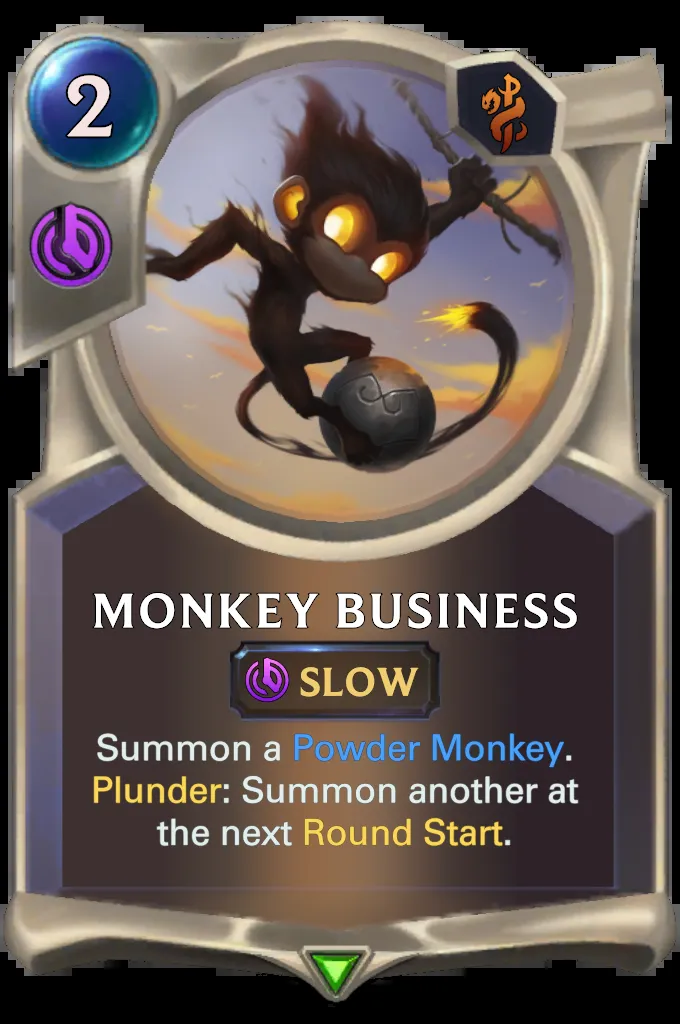 2
MONKEY BUSINESS
SLOW
Summon a Powder Monkey.
Plunder: Summon another at
the next Round Start.